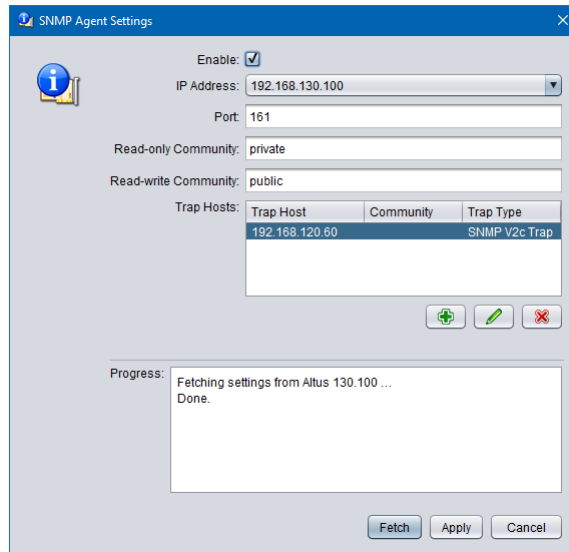 SNMP Agent Settings
Enable:
IP Address: 192.168.130.100
Port: 161
Read-only Community: private
Read-write Community: public
Trap Hosts: Trap Host Community Trap Type
192.168.120.60 SNMP V2c Trap
Progress: Fetching settings from Altus 130.100 ...
Done.
Fetch Apply Cancel